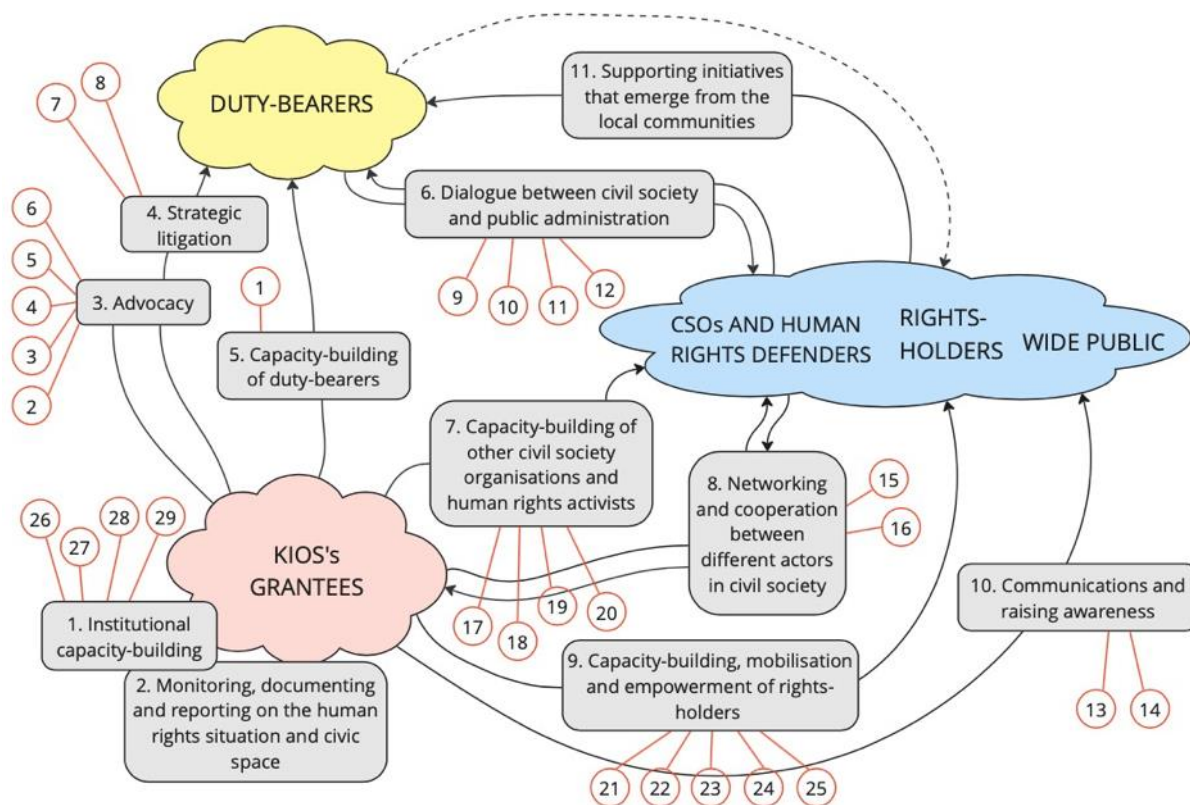 8
7
DUTY-BEARERS
11. Supporting initiatives
that emerge from the
local communities
6
4. Strategic
litigation
6. Dialogue between civil society
and public administration
5
4
3
2
3. Advocacy
1
5. Capacity-building
of duty-bearers
9
10
11
12
CSOs AND HUMAN
RIGHTS DEFENDERS
RIGHTS-
HOLDERS
WIDE PUBLIC
7. Capacity-building of
other civil society
organisations and
human rights activists
8. Networking
and cooperation
between
different actors
in civil society
15
16
26
27
28
29
KIOS's
GRANTEES
17
18
19
20
10. Communications and
raising awareness
13
14
1. Institutional
capacity-building
2. Monitoring, documenting
and reporting on the human
rights situation and civic
space
9. Capacity-building, mobilisation
and empowerment of rights-
holders
21
22
23
24
25